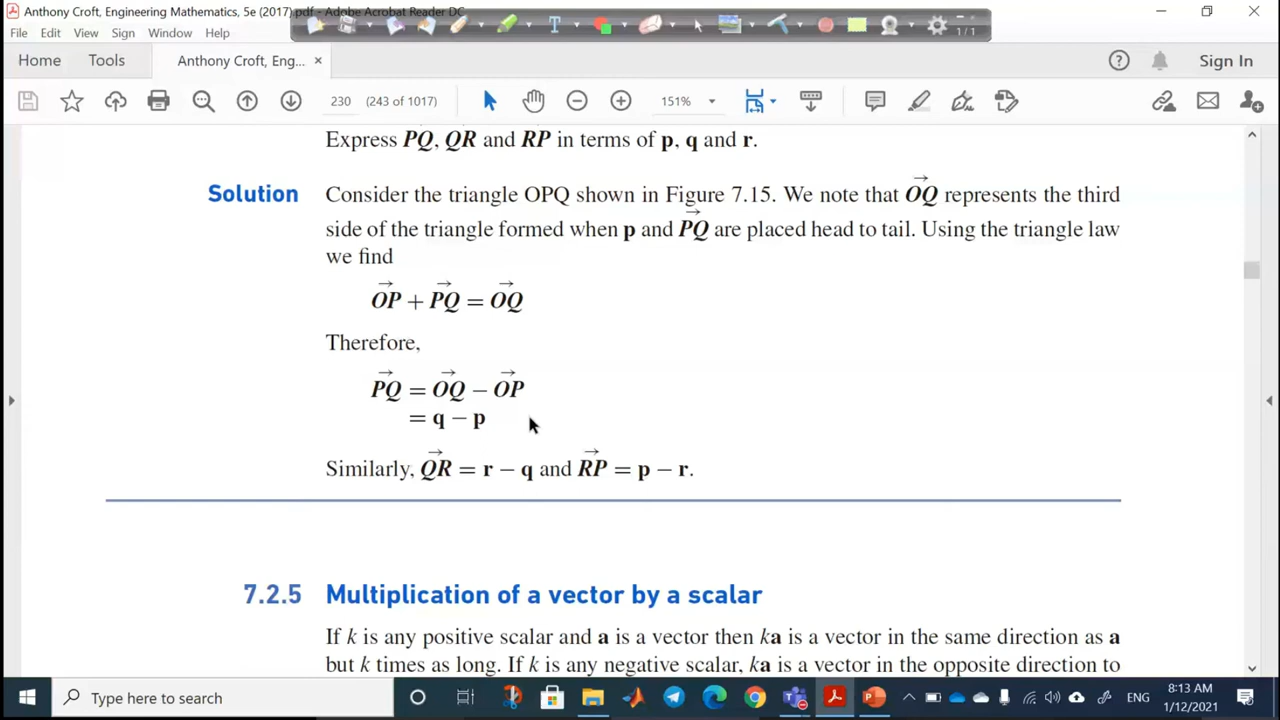 Anthony Croft, Engineering Mathematics, 5e (2017).pdf - Adobe Acrobat Reader DC
File Edit View Sign Window Help
1/1
Home Tools Anthony Croft, Eng... × Sign In
230 (243 of 1017) 151%
Express PQ, QR and RP in terms of p, q and r.
Solution Consider the triangle OPQ shown in Figure 7.15. We note that OQ⃗ represents the third
side of the triangle formed when p and PQ⃗ are placed head to tail. Using the triangle law
we find
OP⃗ + PQ⃗ = OQ⃗
Therefore,
PQ⃗ = OQ⃗ − OP⃗
= q − p
Similarly, QR⃗ = r − q and RP⃗ = p − r.
7.2.5 Multiplication of a vector by a scalar
If k is any positive scalar and a is a vector then ka is a vector in the same direction as a
but k times as long. If k is any negative scalar, ka is a vector in the opposite direction to
Type here to search
ENG
8:13 AM
1/12/2021